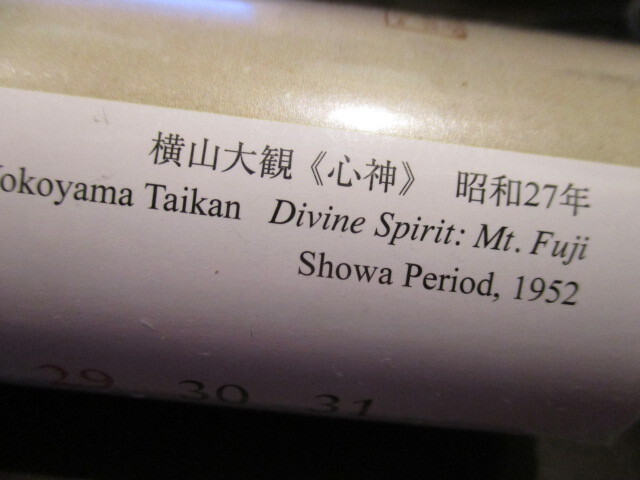 横山大観《心神》 昭和27年
Yokoyama Taikan Divine Spirit: Mt. Fuji
Showa Period, 1952
29 30 31